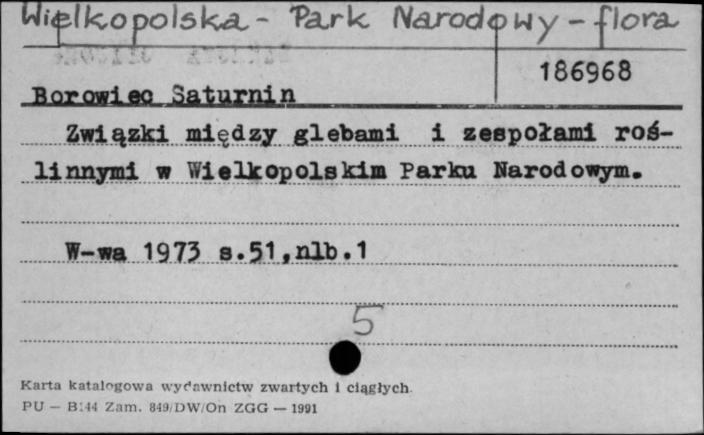 Wielkopolska - Park Narodowy - flora
186968
Borowiec Saturnin
Związki między glebami i zespołami roś-
linnymi w Wielkopolskim Parku Narodowym.
W-wa 1973 s.51,nlb.1
5
Karta katalogowa wydawnictw zwartych i ciągłych.
PU — B:44 Zam. 849/DW/On ZGG — 1991